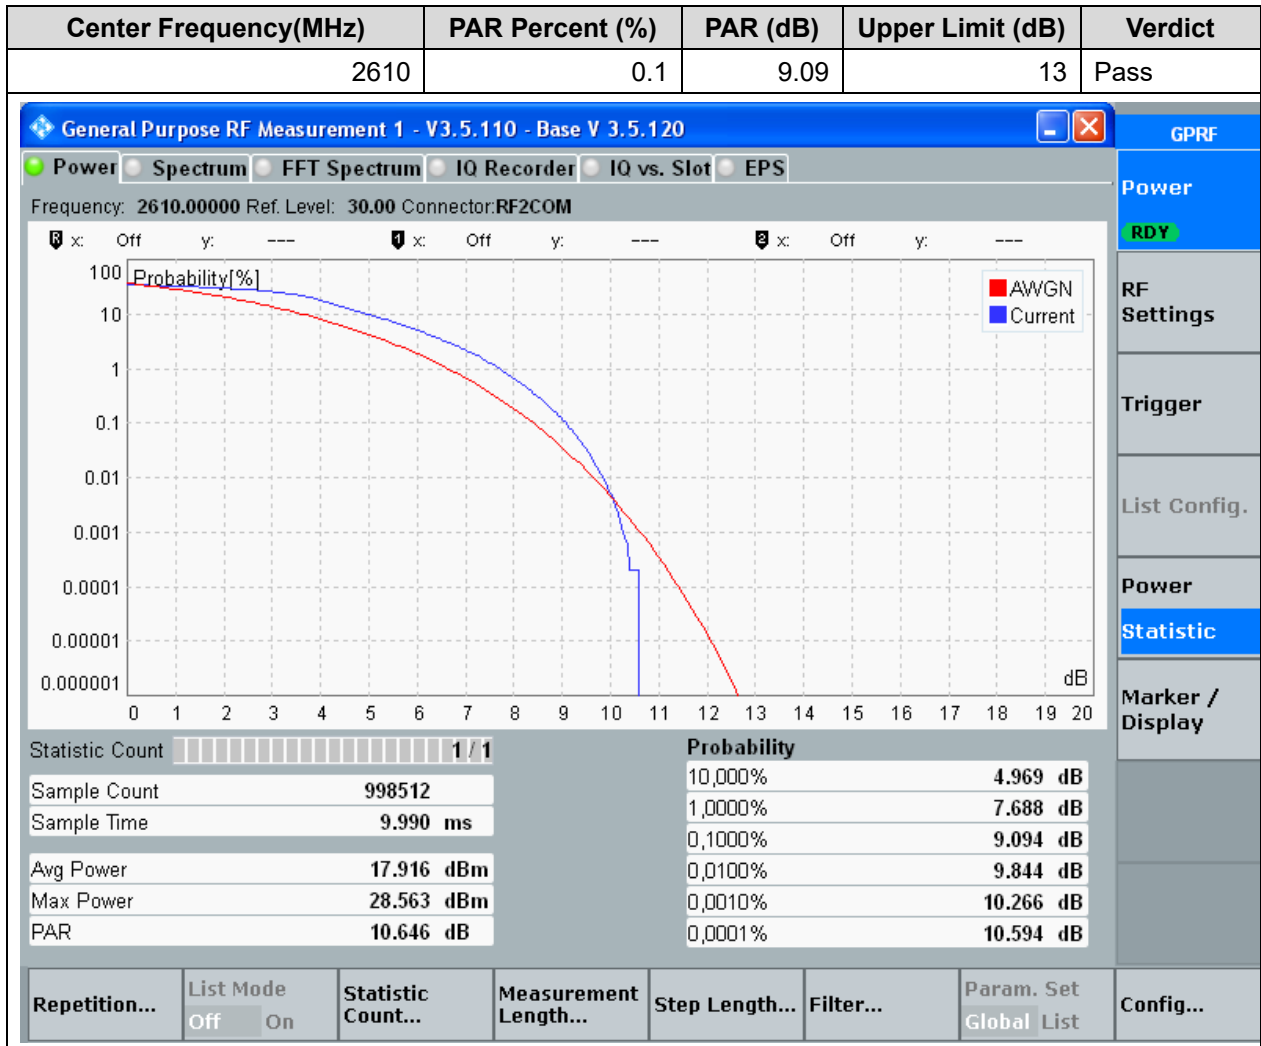 Center Frequency(MHz) PAR Percent (%) PAR (dB) Upper Limit (dB) Verdict
2610 0.1 9.09 13 Pass
General Purpose RF Measurement 1 - V3.5.110 - Base V 3.5.120
GPRF
Power Spectrum FFT Spectrum IQ Recorder IQ vs. Slot EPS
Power
RDY
Frequency: 2610.00000 Ref. Level: 30.00 Connector:RF2COM
R x: Off y: --- 1 x: Off y: --- 2 x: Off y: ---
Probability[%]
AWGN
Current
100
10
1
0.1
0.01
0.001
0.0001
0.00001
0.000001
dB
0 1 2 3 4 5 6 7 8 9 10 11 12 13 14 15 16 17 18 19 20
RF
Settings
Trigger
List Config.
Power
Statistic
Marker /
Display
Statistic Count 1 / 1
Sample Count 998512
Sample Time 9.990 ms
Avg Power 17.916 dBm
Max Power 28.563 dBm
PAR 10.646 dB
Probability
10,000% 4.969 dB
1,0000% 7.688 dB
0,1000% 9.094 dB
0,0100% 9.844 dB
0,0010% 10.266 dB
0,0001% 10.594 dB
Repetition...
List Mode
Off On
Statistic
Count...
Measurement
Length...
Step Length...
Filter...
Param. Set
Global List
Config...